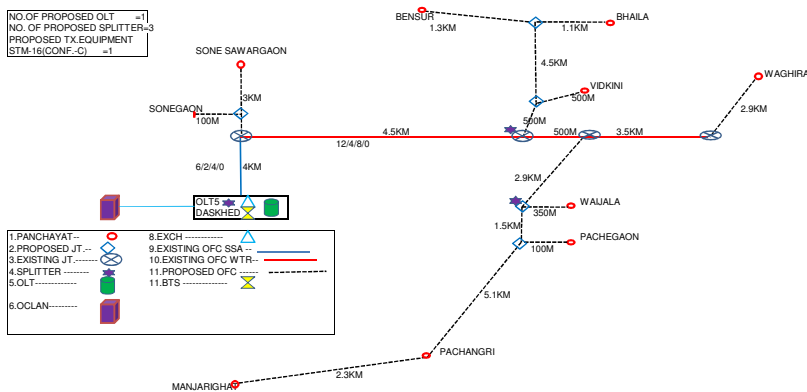 NO.OF PROPOSED OLT =1
NO. OF PROPOSED SPLITTER=3
PROPOSED TX.EQUIPMENT
STM-16(CONF.-C) =1
BENSUR
BHAILA
1.3KM
1.1KM
SONE SAWARGAON
4.5KM
WAGHIRA
VIDKINI
3KM
500M
2.9KM
SONEGAON
100M
500M
4.5KM
500M
3.5KM
12/4/8/0
6/2/4/0
4KM
2.9KM
OLT5
DASKHED
WAIJALA
350M
1.5KM
PACHEGAON
100M
1.PANCHAYAT--
8.EXCH ------------
2.PROPOSED JT.--
9.EXISTING OFC SSA --
3.EXISTING JT.-------
10.EXISTING OFC WTR--
4.SPLITTER --------
11.PROPOSED OFC ------
5.OLT-------------
11.BTS ---------------
6.OCLAN---------
5.1KM
PACHANGRI
2.3KM
MANJARIGHAT